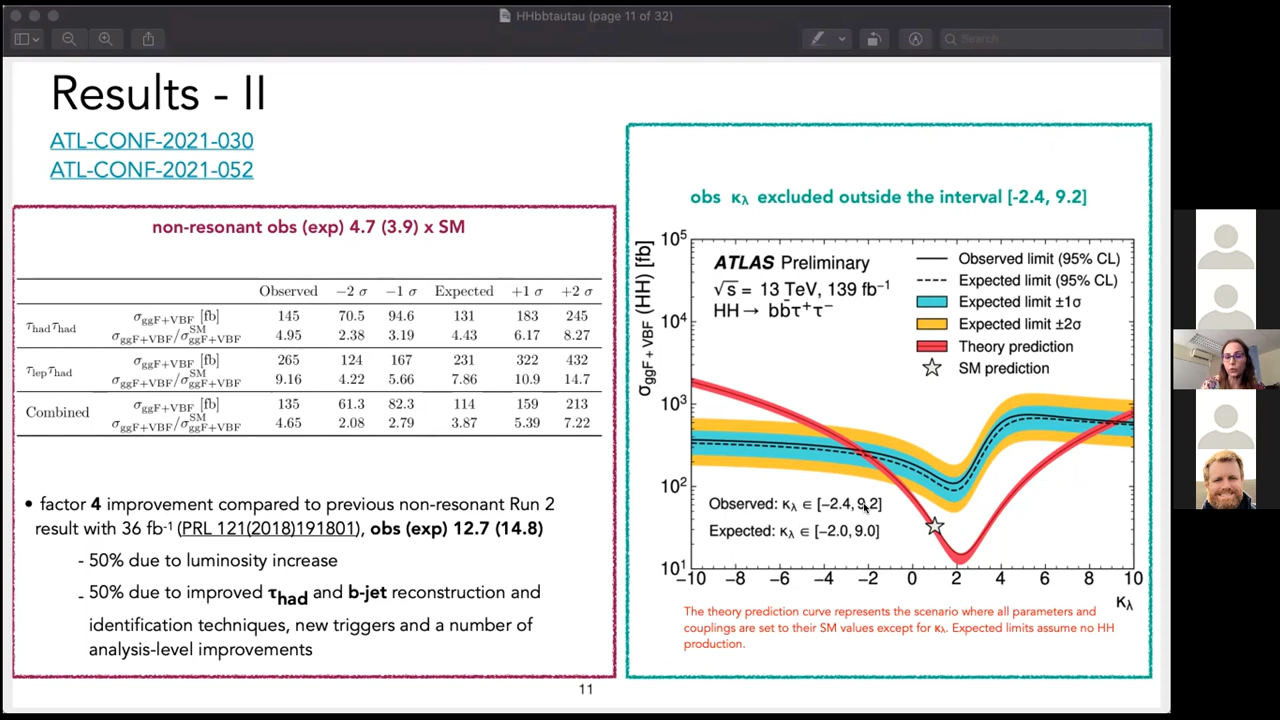 HHbbtautau (page 11 of 32)
Search
Results - II
ATL-CONF-2021-030
ATL-CONF-2021-052
non-resonant obs (exp) 4.7 (3.9) x SM
Observed −2 σ −1 σ Expected +1 σ +2 σ
τhadτhad σggF+VBF [fb] 145 70.5 94.6 131 183 245
σggF+VBF/σSMggF+VBF 4.95 2.38 3.19 4.43 6.17 8.27
τlepτhad σggF+VBF [fb] 265 124 167 231 322 432
σggF+VBF/σSMggF+VBF 9.16 4.22 5.66 7.86 10.9 14.7
Combined σggF+VBF [fb] 135 61.3 82.3 114 159 213
σggF+VBF/σSMggF+VBF 4.65 2.08 2.79 3.87 5.39 7.22
• factor 4 improvement compared to previous non-resonant Run 2
result with 36 fb-1 (PRL 121(2018)191801), obs (exp) 12.7 (14.8)
- 50% due to luminosity increase
- 50% due to improved τhad and b-jet reconstruction and
identification techniques, new triggers and a number of
analysis-level improvements
obs κλ excluded outside the interval [-2.4, 9.2]
σggF+VBF (HH) [fb]
10⁵
10⁴
10³
10²
10¹
ATLAS Preliminary
√s = 13 TeV, 139 fb⁻¹
HH→ bb̄τ⁺τ⁻
Observed limit (95% CL)
Expected limit (95% CL)
Expected limit ±1σ
Expected limit ±2σ
Theory prediction
SM prediction
Observed: κλ ∈ [−2.4, 9.2]
Expected: κλ ∈ [−2.0, 9.0]
−10 −8 −6 −4 −2 0 2 4 6 8 10
κλ
The theory prediction curve represents the scenario where all parameters and
couplings are set to their SM values except for κλ. Expected limits assume no HH
production.
11